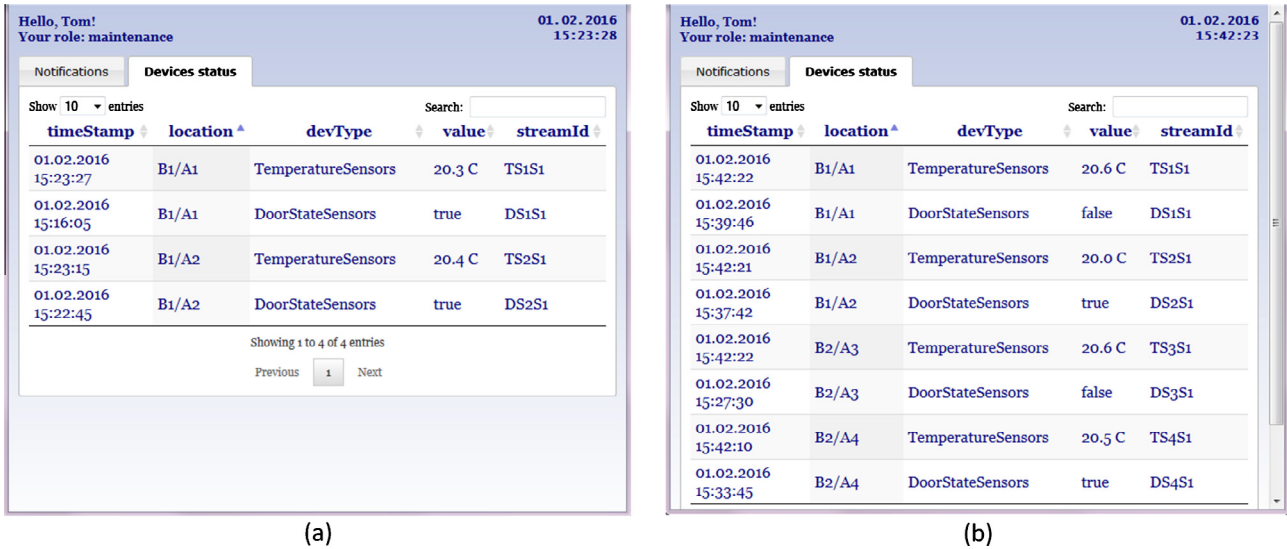 Hello, Tom!
Your role: maintenance
01.02.2016
15:23:28
Notifications
Devices status
Show 10 entries
Search:
timeStamp location devType value streamId
01.02.2016
15:23:27
B1/A1 TemperatureSensors 20.3 C TS1S1
01.02.2016
15:16:05
B1/A1 DoorStateSensors true DS1S1
01.02.2016
15:23:15
B1/A2 TemperatureSensors 20.4 C TS2S1
01.02.2016
15:22:45
B1/A2 DoorStateSensors true DS2S1
Showing 1 to 4 of 4 entries
Previous 1 Next
(a)
Hello, Tom!
Your role: maintenance
01.02.2016
15:42:23
Notifications
Devices status
Show 10 entries
Search:
timeStamp location devType value streamId
01.02.2016
15:42:22
B1/A1 TemperatureSensors 20.6 C TS1S1
01.02.2016
15:39:46
B1/A1 DoorStateSensors false DS1S1
01.02.2016
15:42:21
B1/A2 TemperatureSensors 20.0 C TS2S1
01.02.2016
15:37:42
B1/A2 DoorStateSensors true DS2S1
01.02.2016
15:42:22
B2/A3 TemperatureSensors 20.6 C TS3S1
01.02.2016
15:27:30
B2/A3 DoorStateSensors false DS3S1
01.02.2016
15:42:10
B2/A4 TemperatureSensors 20.5 C TS4S1
01.02.2016
15:33:45
B2/A4 DoorStateSensors true DS4S1
(b)